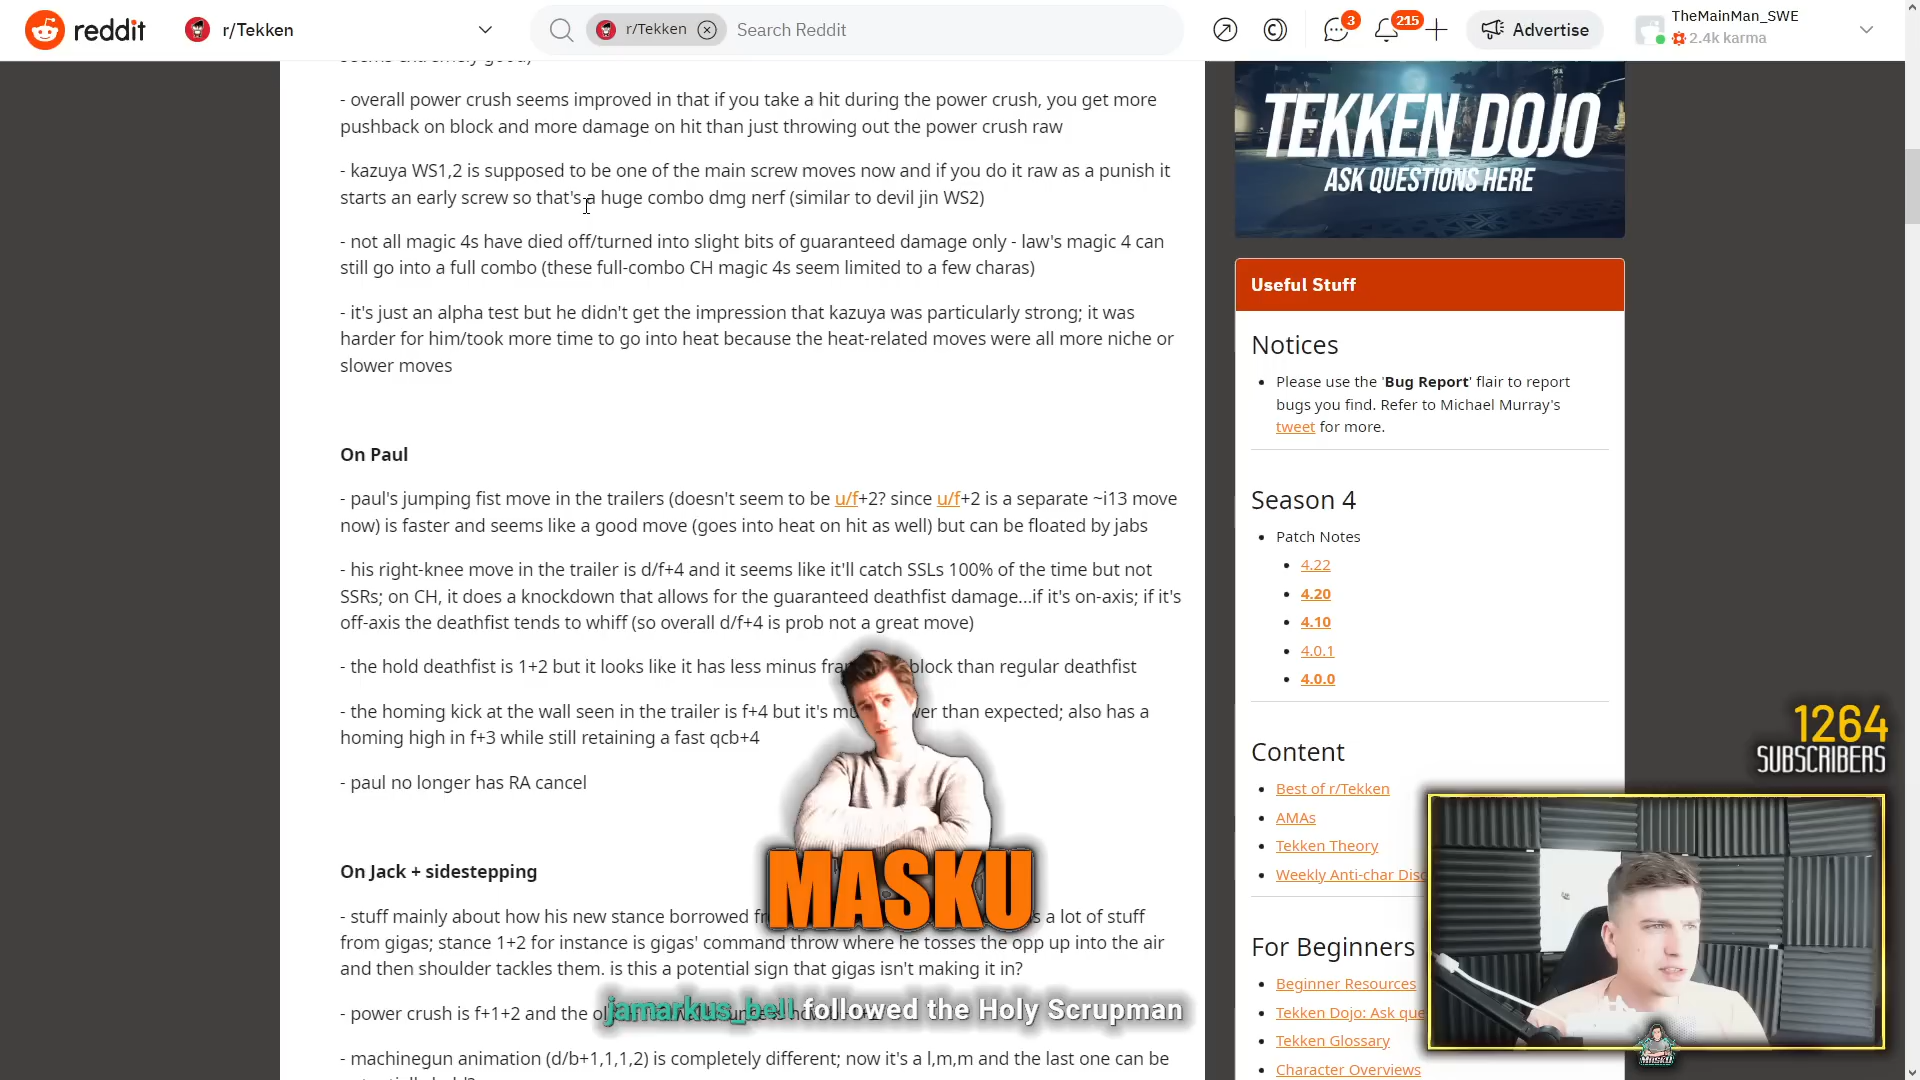 reddit
r/Tekken
r/Tekken
Search Reddit
3
215
Advertise
TheMainMan_SWE
2.4k karma
seems extremely good)
- overall power crush seems improved in that if you take a hit during the power crush, you get more
pushback on block and more damage on hit than just throwing out the power crush raw
- kazuya WS1,2 is supposed to be one of the main screw moves now and if you do it raw as a punish it
starts an early screw so that's a huge combo dmg nerf (similar to devil jin WS2)
- not all magic 4s have died off/turned into slight bits of guaranteed damage only - law's magic 4 can
still go into a full combo (these full-combo CH magic 4s seem limited to a few charas)
- it's just an alpha test but he didn't get the impression that kazuya was particularly strong; it was
harder for him/took more time to go into heat because the heat-related moves were all more niche or
slower moves
On Paul
- paul's jumping fist move in the trailers (doesn't seem to be u/f+2? since u/f+2 is a separate ~i13 move
now) is faster and seems like a good move (goes into heat on hit as well) but can be floated by jabs
- his right-knee move in the trailer is d/f+4 and it seems like it'll catch SSLs 100% of the time but not
SSRs; on CH, it does a knockdown that allows for the guaranteed deathfist damage...if it's on-axis; if it's
off-axis the deathfist tends to whiff (so overall d/f+4 is prob not a great move)
- the hold deathfist is 1+2 but it looks like it has less minus block than regular deathfist
- the homing kick at the wall seen in the trailer is f+4 but it's than expected; also has a
homing high in f+3 while still retaining a fast qcb+4
- paul no longer has RA cancel
On Jack + sidestepping
- stuff mainly about how his new stance borrowed a lot of stuff
from gigas; stance 1+2 for instance is gigas' command throw where he tosses the opp up into the air
and then shoulder tackles them. is this a potential sign that gigas isn't making it in?
- power crush is f+1+2 and the
- machinegun animation (d/b+1,1,1,2) is completely different; now it's a l,m,m and the last one can be
MASKU
jamarkus_bell followed the Holy Scrupman
TEKKEN DOJO
ASK QUESTIONS HERE
Useful Stuff
Notices
Please use the 'Bug Report' flair to report
bugs you find. Refer to Michael Murray's
tweet for more.
Season 4
Patch Notes
4.22
4.20
4.10
4.0.1
4.0.0
Content
Best of r/Tekken
AMAs
Tekken Theory
Weekly Anti-char
For Beginners
Beginner Resources
Tekken Dojo: Ask
Tekken Glossary
Character Overviews
1264
SUBSCRIBERS
MASKU